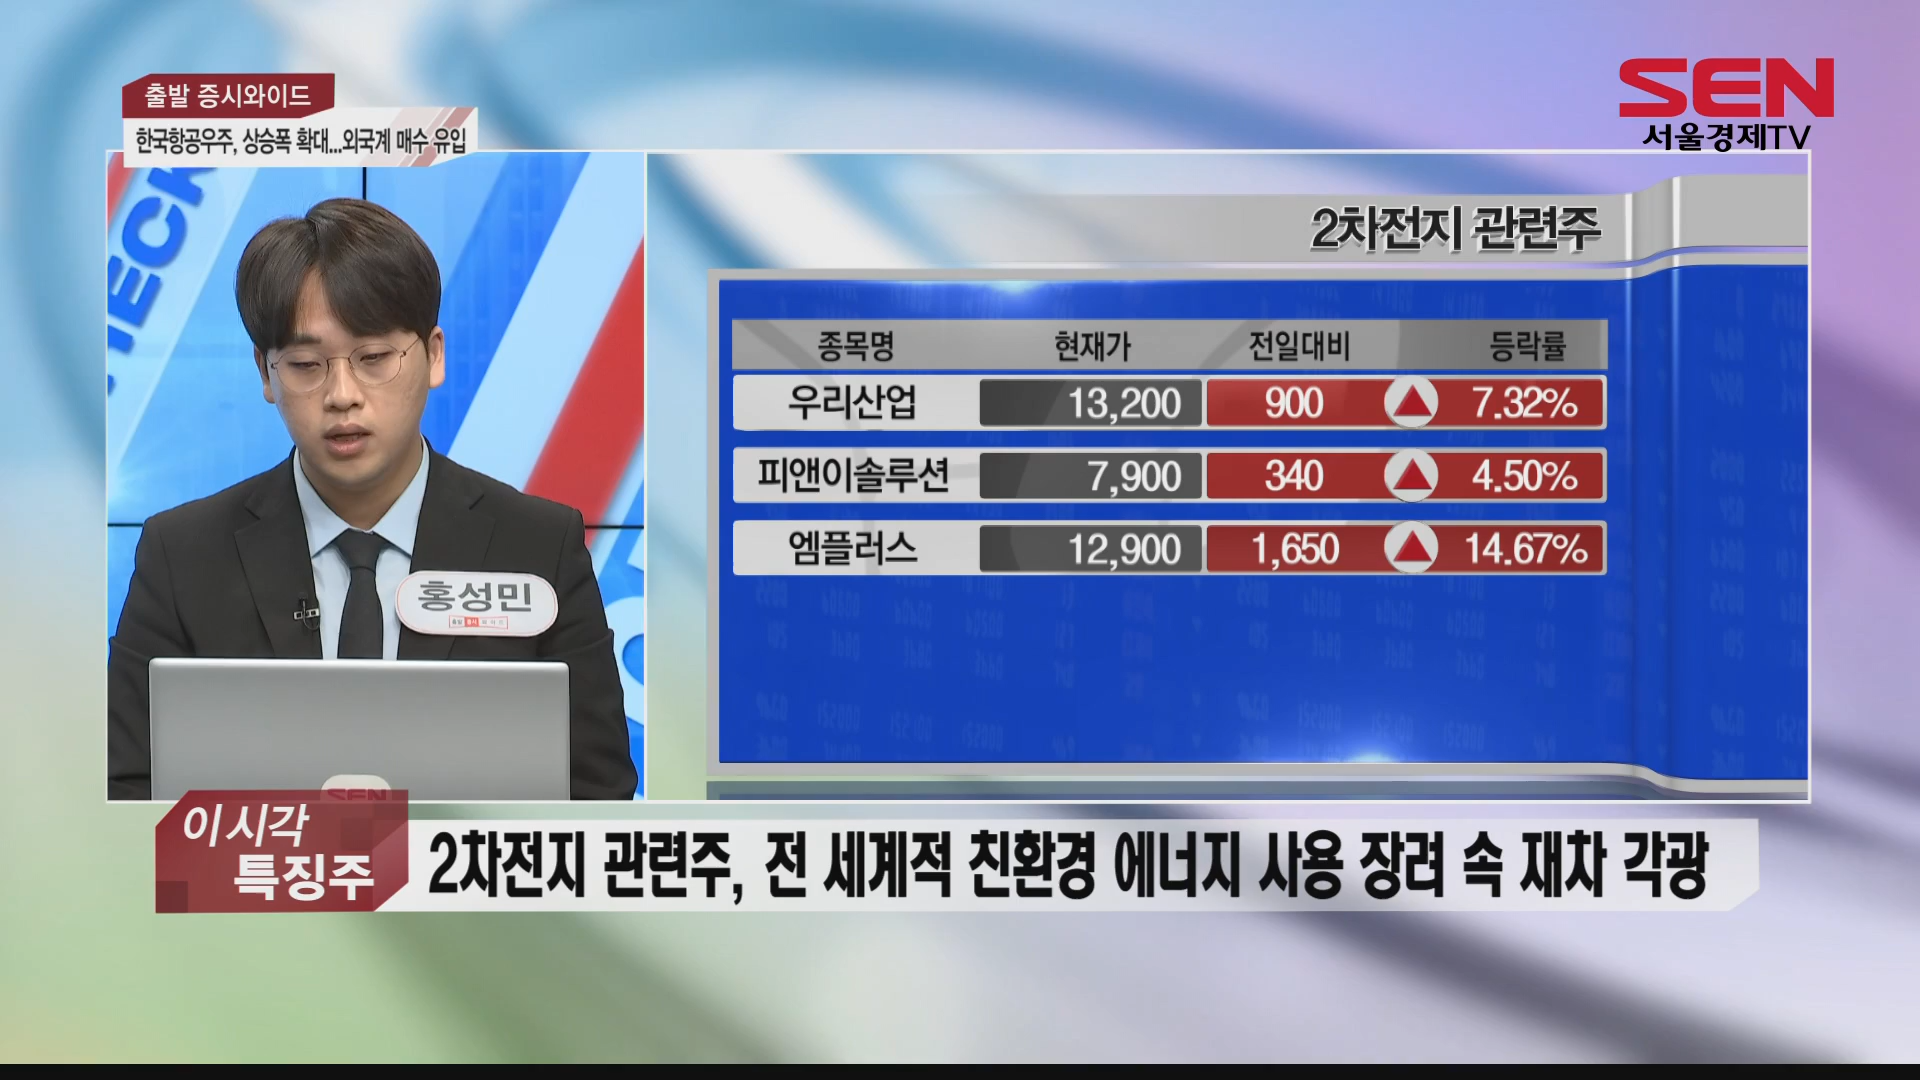 출발 증시와이드
한국항공우주, 상승폭 확대...외국계 매수 유입
SEN
서울경제TV
HECK
2차전지 관련주
종목명 현재가 전일대비 등락률
우리산업 13,200 900 ▲ 7.32%
피앤이솔루션 7,900 340 ▲ 4.50%
엠플러스 12,900 1,650 ▲ 14.67%
홍성민
SEN
이 시각
특징주
2차전지 관련주, 전 세계적 친환경 에너지 사용 장려 속 재차 각광